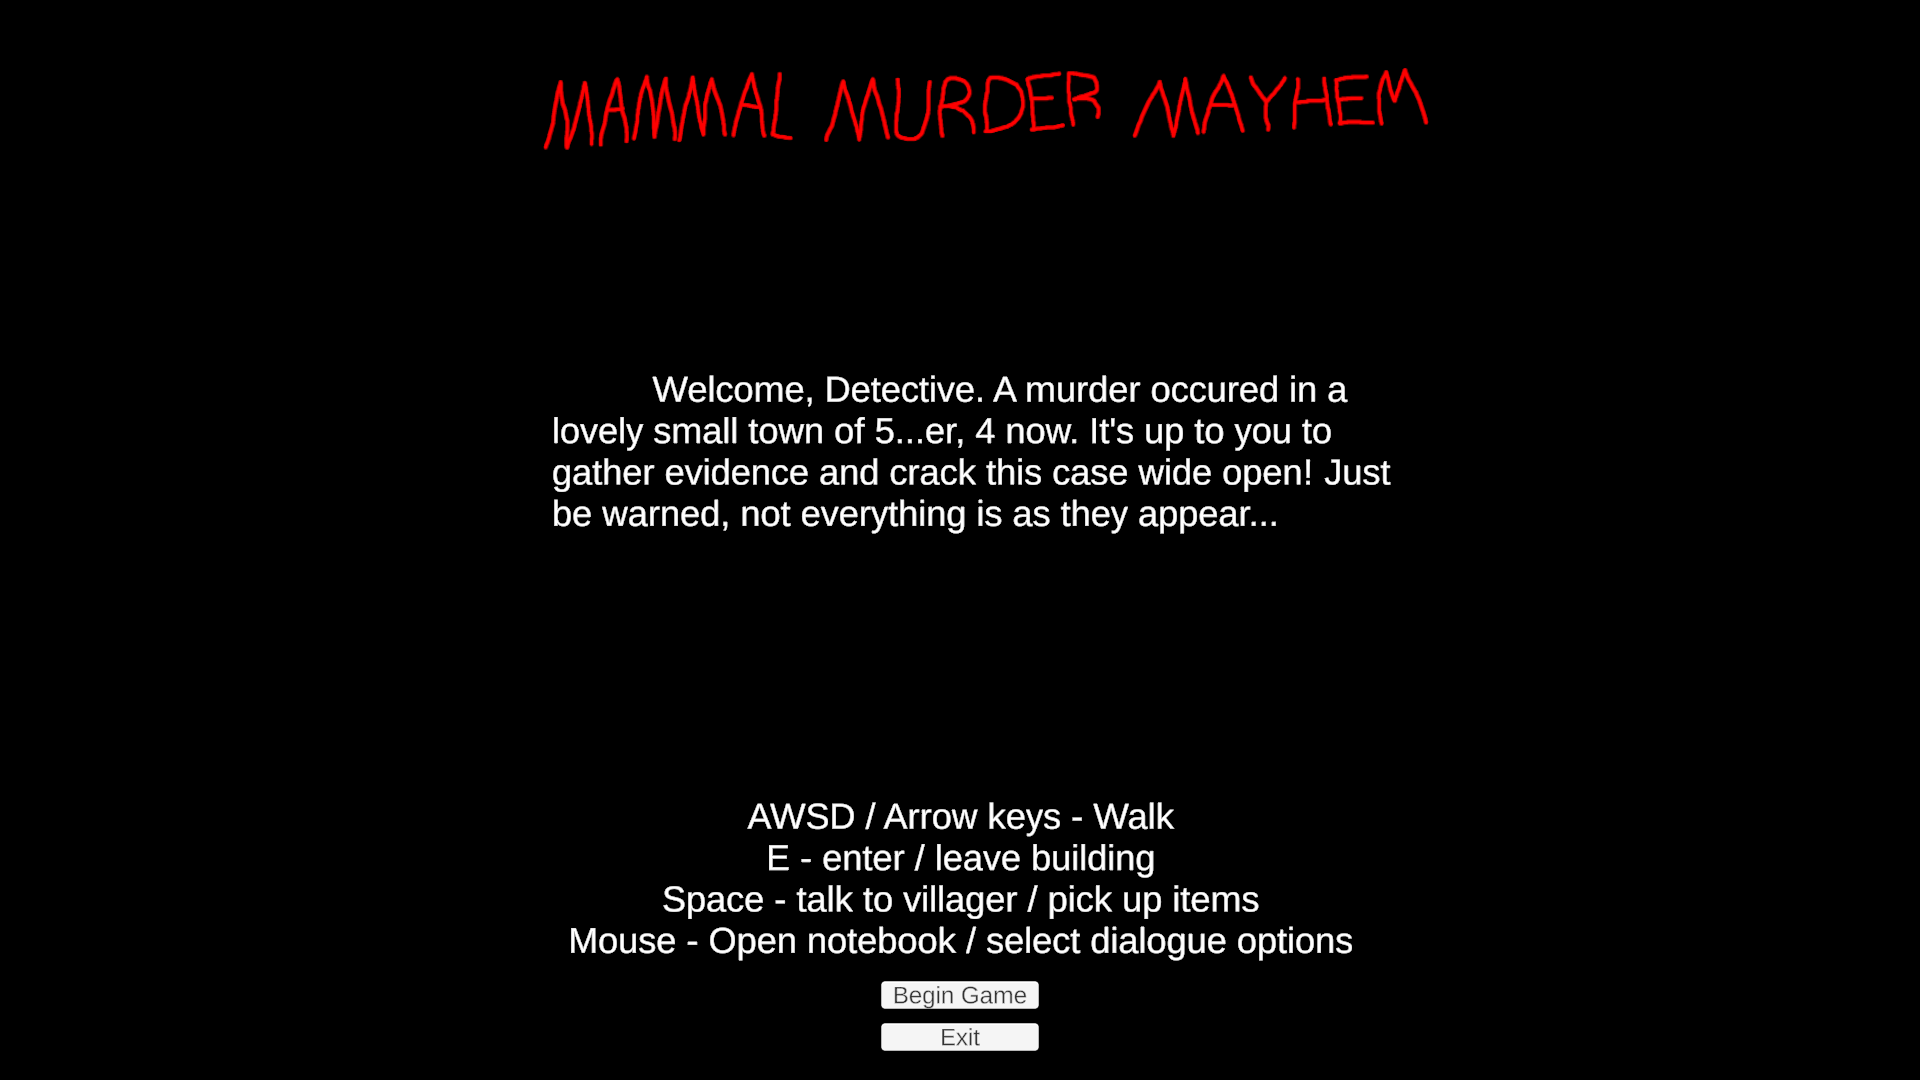 MAMMAL MURDER MAYHEM
Welcome, Detective. A murder occured in a
lovely small town of 5...er, 4 now. It's up to you to
gather evidence and crack this case wide open! Just
be warned, not everything is as they appear...
AWSD / Arrow keys - Walk
E - enter / leave building
Space - talk to villager / pick up items
Mouse - Open notebook / select dialogue options
Begin Game
Exit